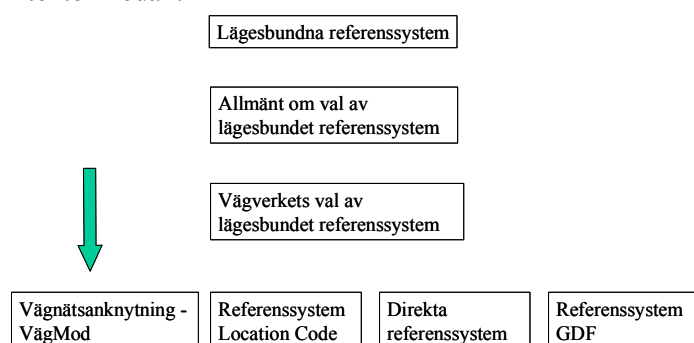 Lägesbundna referenssystem
Allmänt om val av
lägesbundet referenssystem
Vägverkets val av
lägesbundet referenssystem
Vägnätsanknytning -
VägMod
Referenssystem
Location Code
Direkta
referenssystem
Referenssystem
GDF